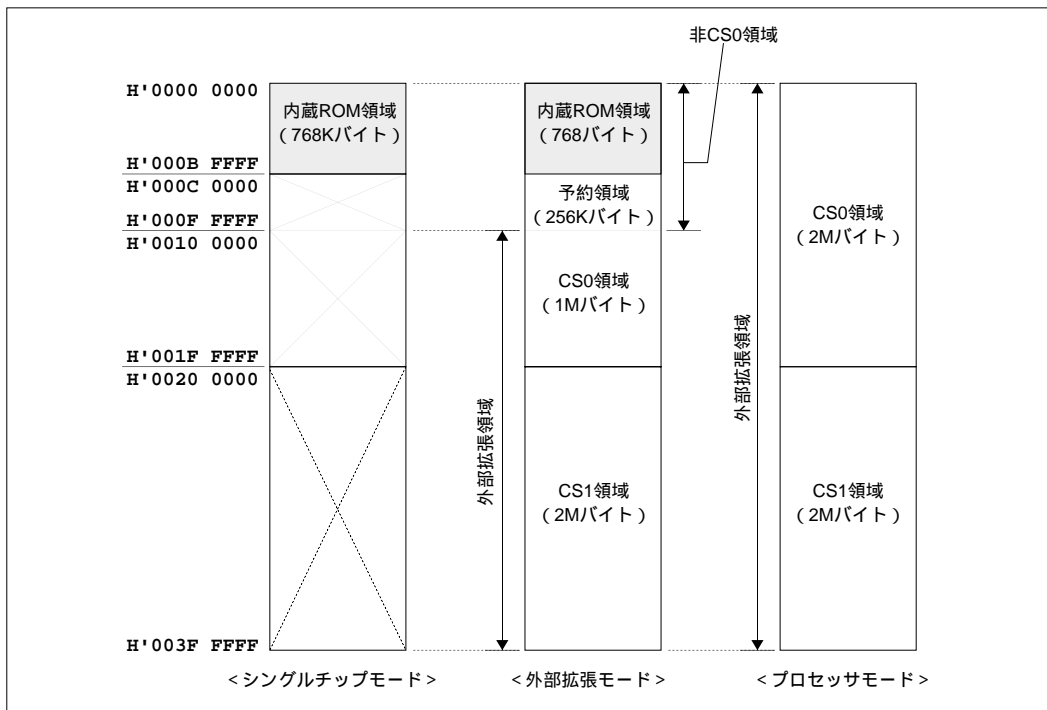 非CS0領域
H'0000 0000
内蔵ROM領域
（768Kバイト）
内蔵ROM領域
（768バイト）
H'000B FFFF
H'000C 0000
予約領域
（256Kバイト）
H'000F FFFF
H'0010 0000
CS0領域
（2Mバイト）
CS0領域
（1Mバイト）
H'001F FFFF
H'0020 0000
外部拡張領域
外部拡張領域
CS1領域
（2Mバイト）
CS1領域
（2Mバイト）
H'003F FFFF
＜シングルチップモード＞
＜外部拡張モード＞
＜プロセッサモード＞